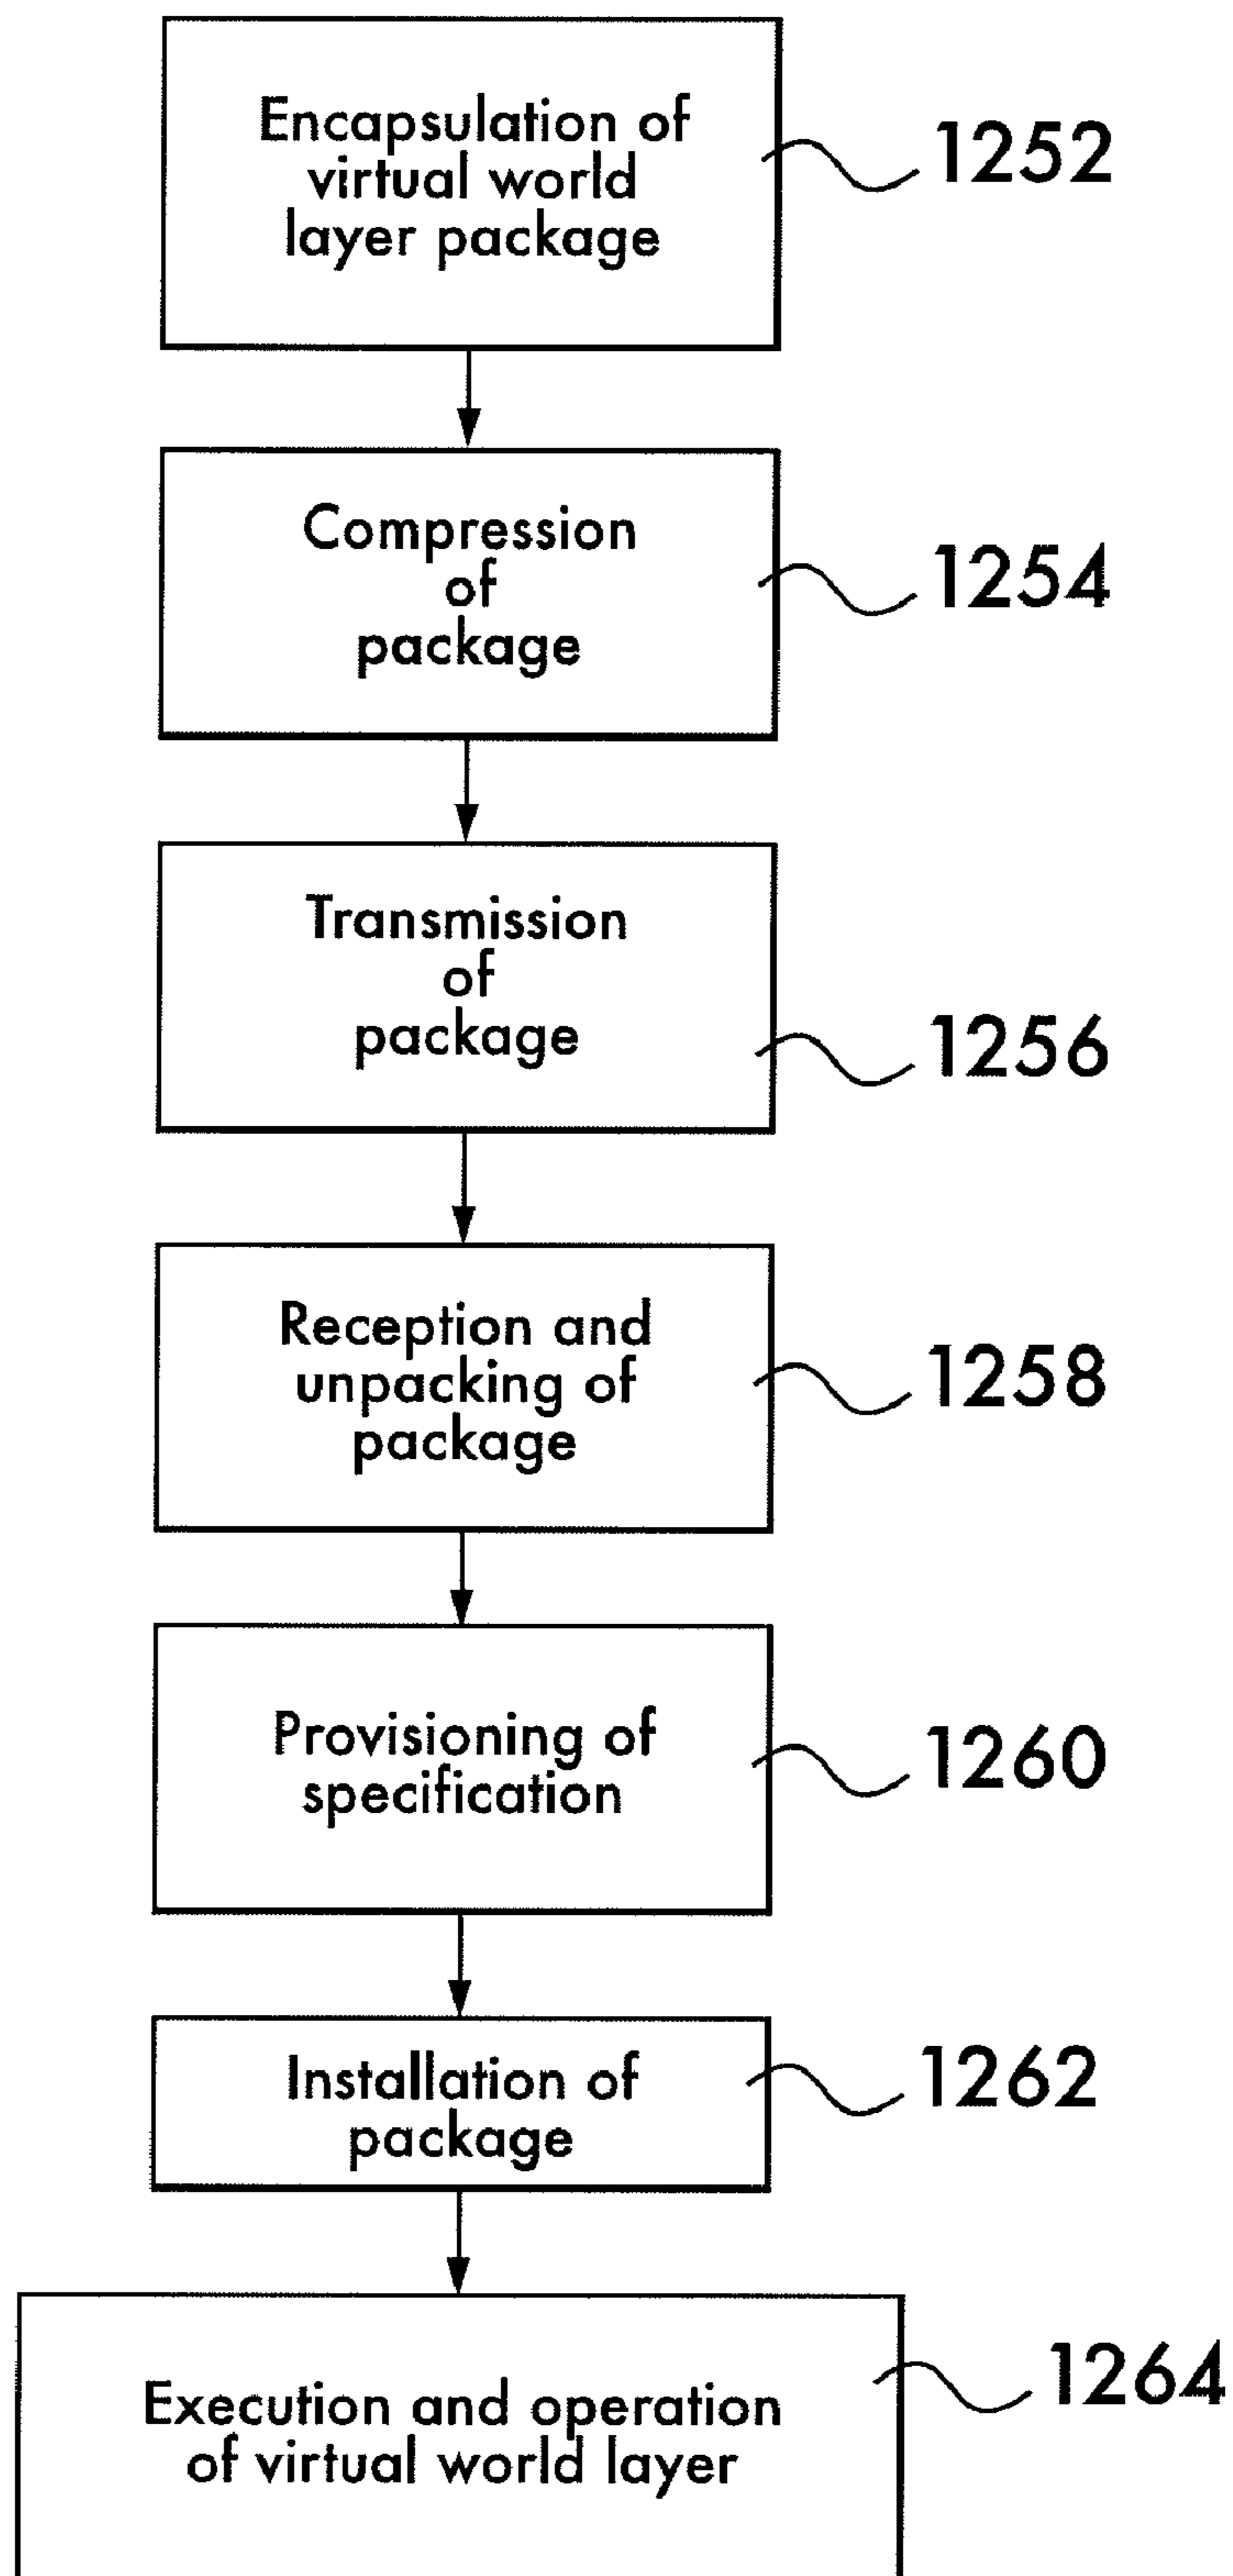 Encapsulation of
virtual world
layer package
1252
Compression
of
package
1254
Transmission
of
package
1256
Reception and
unpacking of
package
1258
Provisioning of
specification
1260
Installation of
package
1262
Execution and operation
of virtual world layer
1264